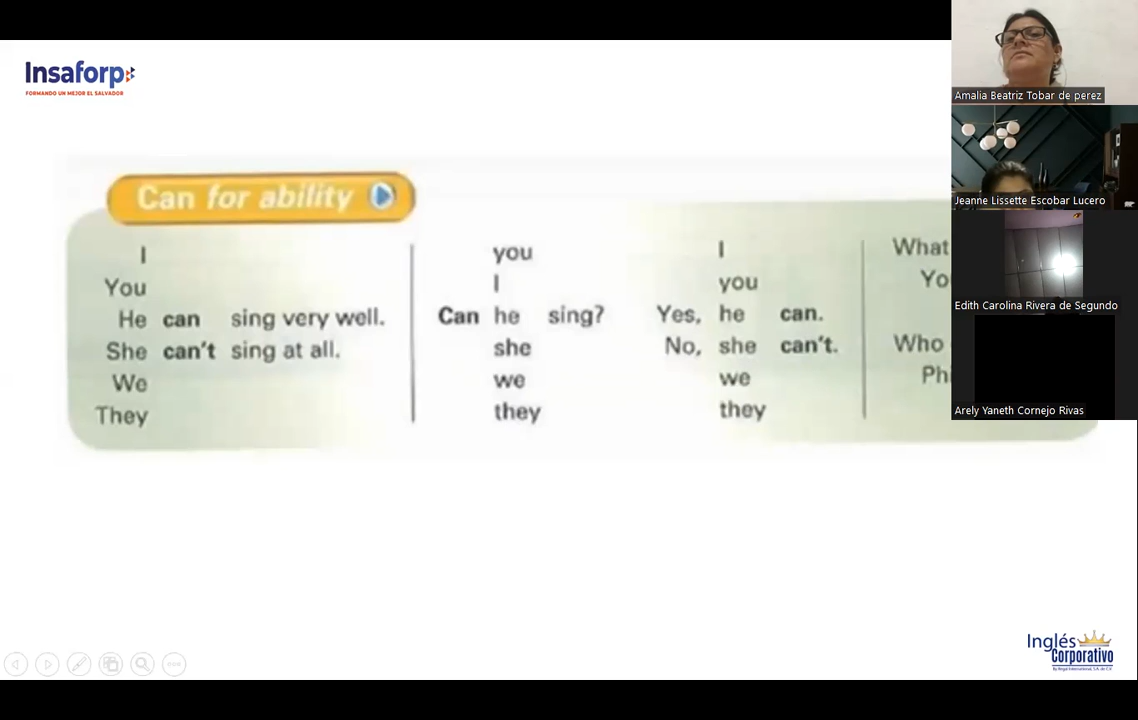 Insaforp
FORMANDO UN MEJOR EL SALVADOR
Can for ability
I
You
He can sing very well.
She can't sing at all.
We
They
you
I
Can he sing?
she
we
they
I
you
Yes, he can.
No, she can't.
we
they
What
Yo
Who
Ph
Amalia Beatriz Tobar de perez
Jeanne Lissette Escobar Lucero
Edith Carolina Rivera de Segundo
Arely Yaneth Cornejo Rivas
Inglés
Corporativo